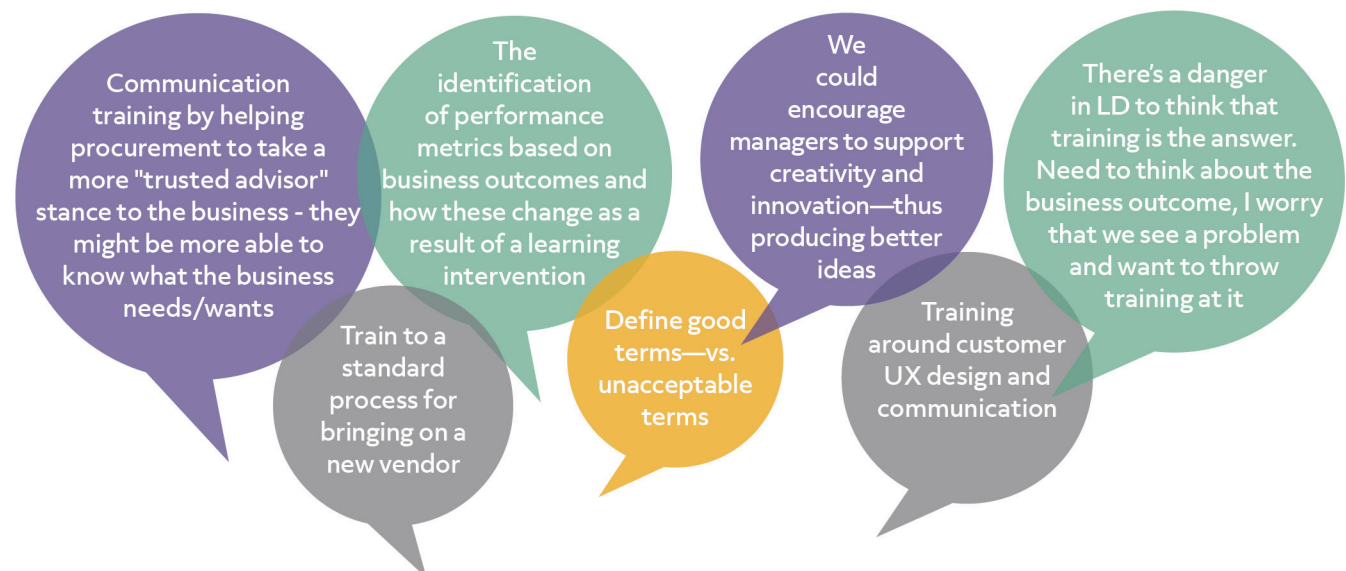 Communication
training by helping
procurement to take a
more "trusted advisor"
stance to the business - they
might be more able to
know what the business
needs/wants
The
identification
of performance
metrics based on
business outcomes and
how these change as a
result of a learning
intervention
We
could
encourage
managers to support
creativity and
innovation—thus
producing better
ideas
There's a danger
in LD to think that
training is the answer.
Need to think about the
business outcome, I worry
that we see a problem
and want to throw
training at it
Train to a
standard
process for
bringing on a
new vendor
Define good
terms—vs.
unacceptable
terms
Training
around customer
UX design and
communication